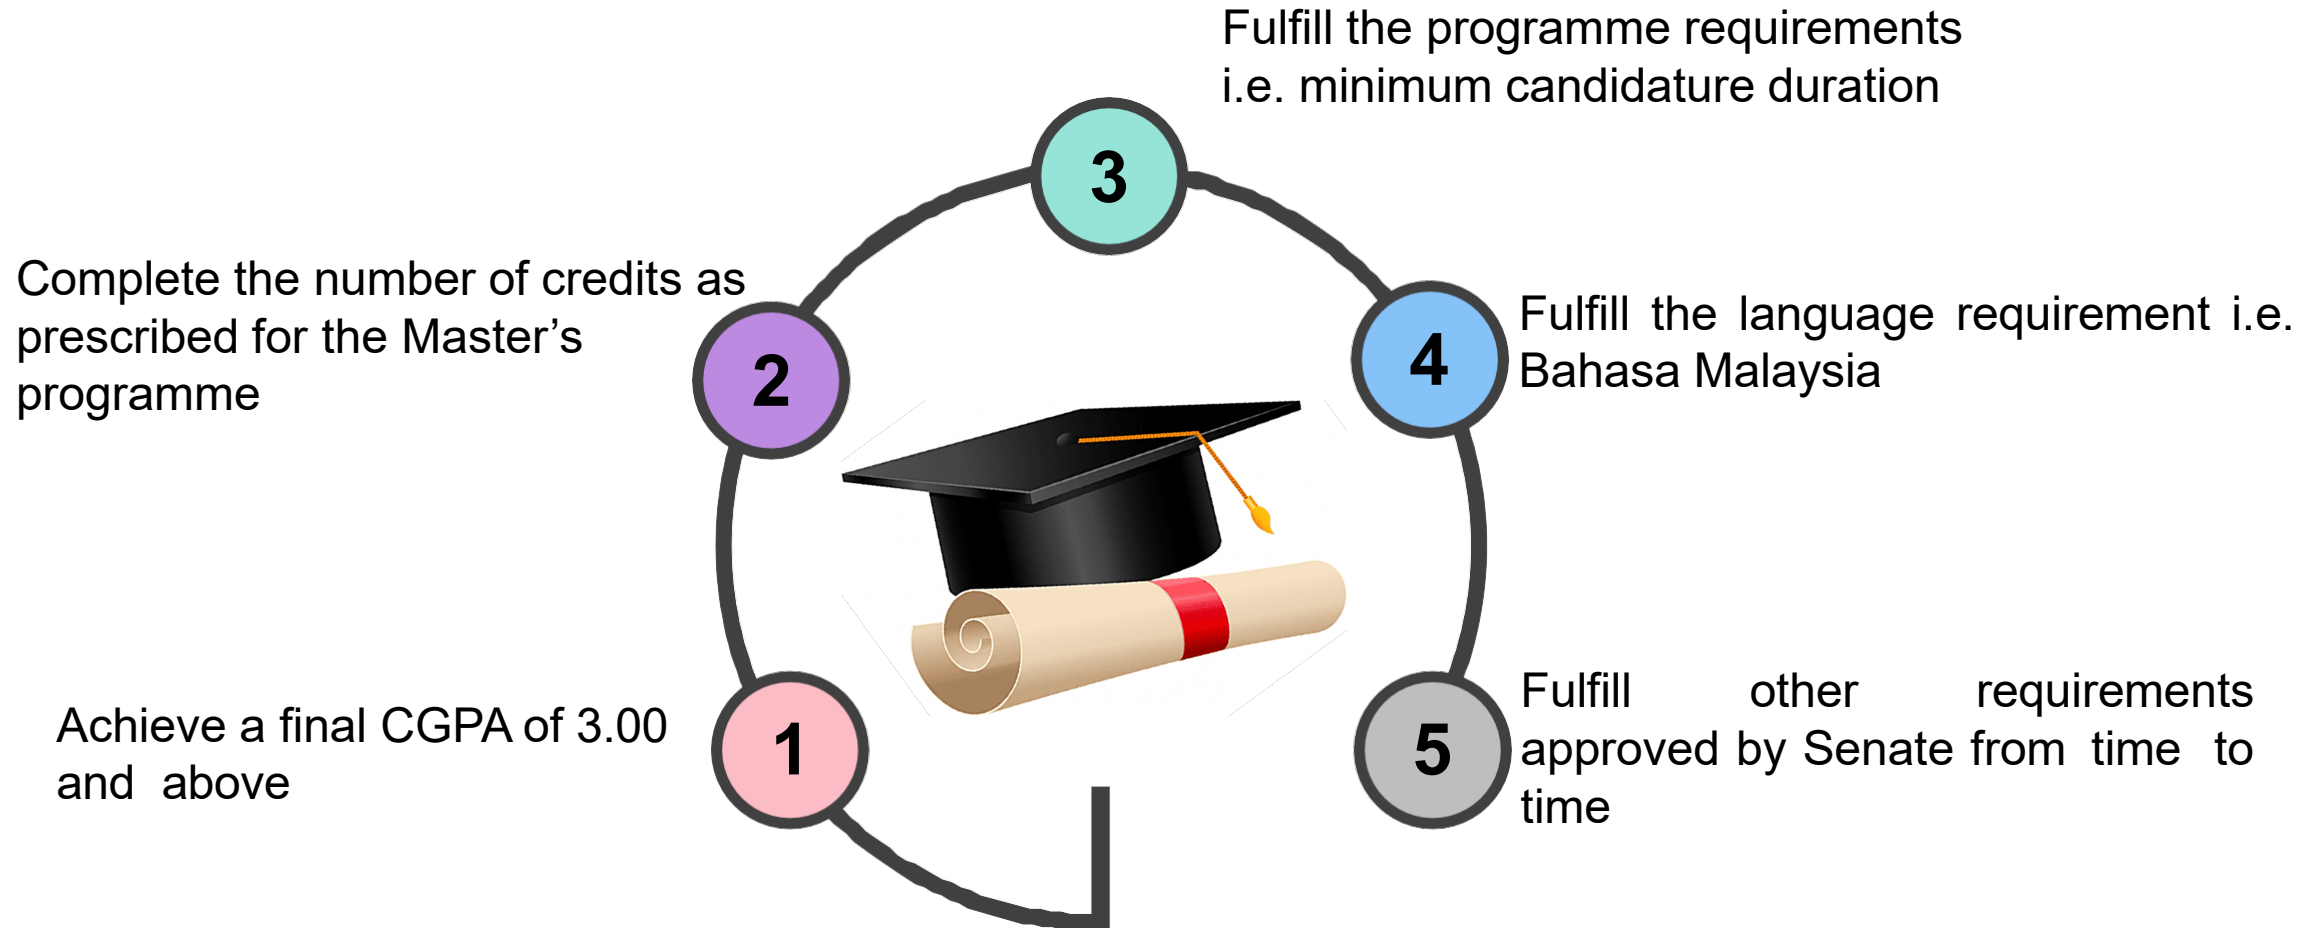 1
Achieve a final CGPA of 3.00
and above
2
Complete the number of credits as
prescribed for the Master’s
programme
3
Fulfill the programme requirements
i.e. minimum candidature duration
4
Fulfill the language requirement i.e.
Bahasa Malaysia
5
Fulfill other requirements
approved by Senate from time to
time